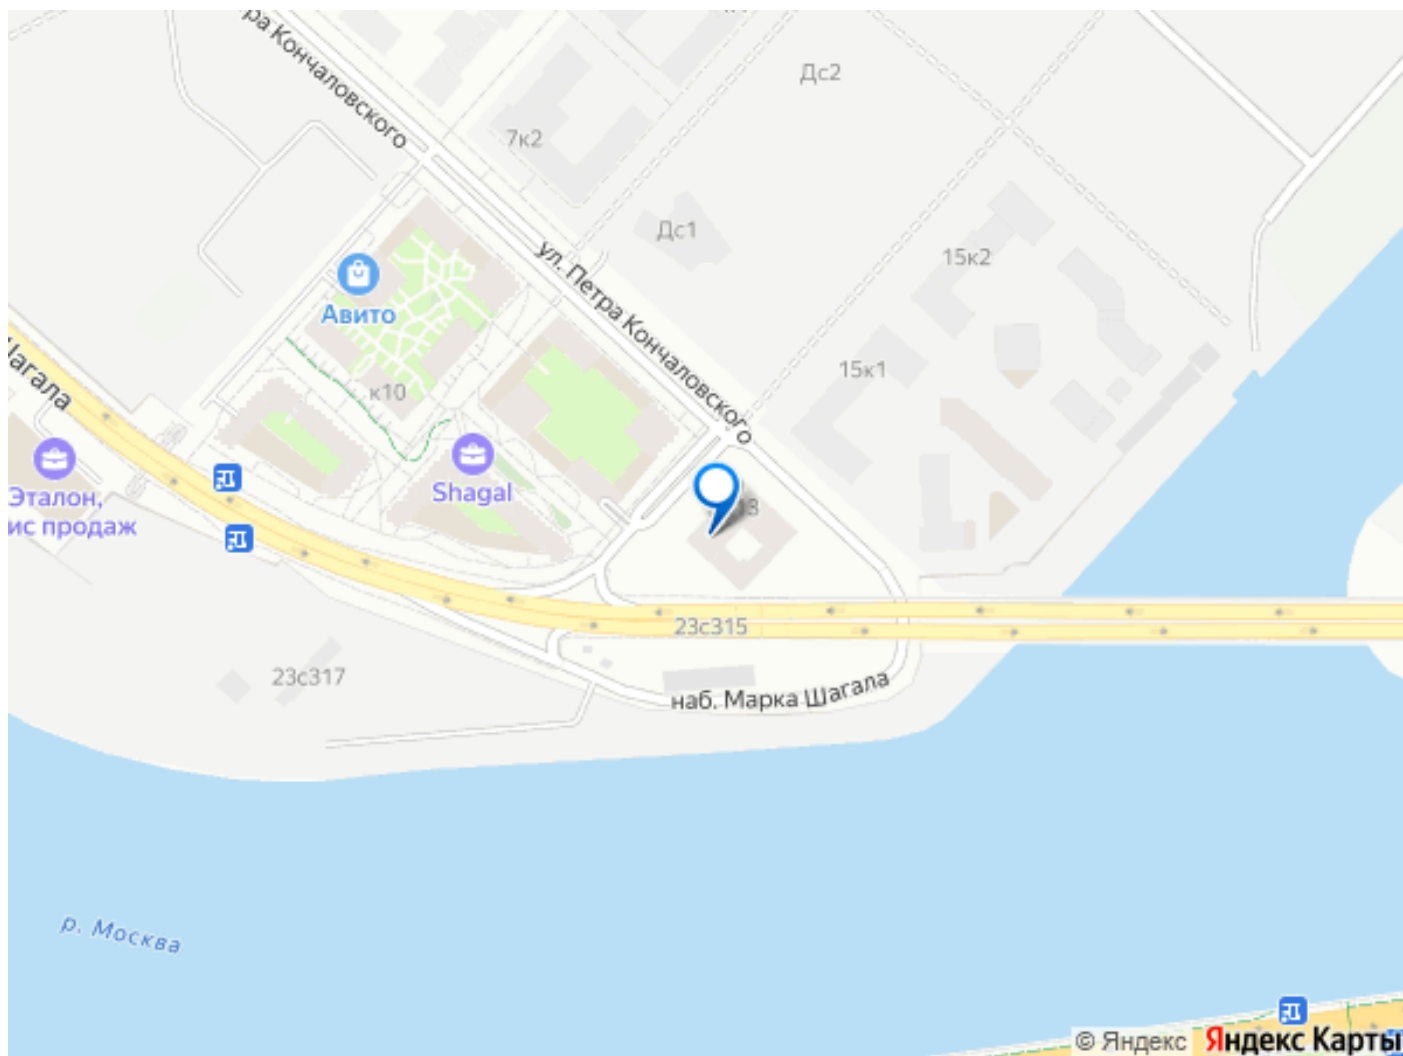 ра Кончаловского
Дс2
7к2
Дс1
ул. Петра Кончаловского
15к2
Авито
15к1
к10
Шагала
Shagal
Эталон,
ис продаж
23с315
23с317
наб. Марка Шагала
р. Москва
© Яндекс Яндекс Карты